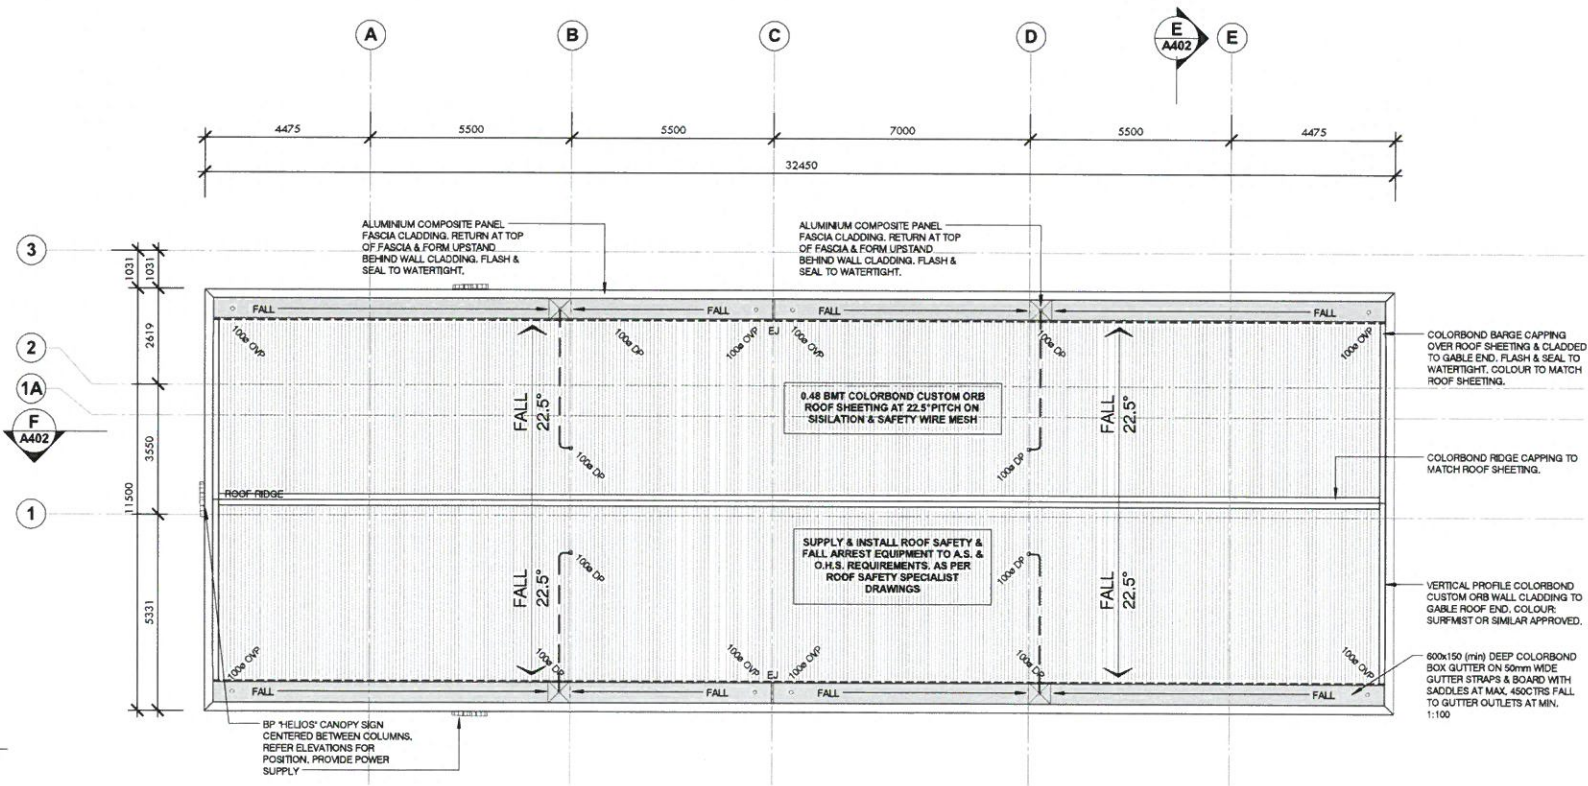 A
B
C
D
E
A402
E
4475
5500
5500
7000
5500
4475
32450
ALUMINIUM COMPOSITE PANEL
FASCIA CLADDING. RETURN AT TOP
OF FASCIA & FORM UPSTAND
BEHIND WALL CLADDING. FLASH &
SEAL TO WATERTIGHT.
ALUMINIUM COMPOSITE PANEL
FASCIA CLADDING. RETURN AT TOP
OF FASCIA & FORM UPSTAND
BEHIND WALL CLADDING. FLASH &
SEAL TO WATERTIGHT.
3
1031
1031
FALL
FALL
FALL
FALL
EJ
100ø OVP
100ø DP
100ø OVP
100ø OVP
100ø DP
100ø OVP
2619
2
1A
F
A402
3550
11500
1
5331
FALL
22.5°
0.48 BMT COLORBOND CUSTOM ORB
ROOF SHEETING AT 22.5°PITCH ON
SISILATION & SAFETY WIRE MESH
FALL
22.5°
COLORBOND BARGE CAPPING
OVER ROOF SHEETING & CLADDED
TO GABLE END. FLASH & SEAL TO
WATERTIGHT. COLOUR TO MATCH
ROOF SHEETING.
100ø DP
100ø DP
COLORBOND RIDGE CAPPING TO
MATCH ROOF SHEETING.
ROOF RIDGE
FALL
22.5°
100ø DP
SUPPLY & INSTALL ROOF SAFETY &
FALL ARREST EQUIPMENT TO A.S. &
O.H.S. REQUIREMENTS. AS PER
ROOF SAFETY SPECIALIST
DRAWINGS
100ø DP
FALL
22.5°
VERTICAL PROFILE COLORBOND
CUSTOM ORB WALL CLADDING TO
GABLE ROOF END. COLOUR:
SURFMIST OR SIMILAR APPROVED.
100ø OVP
100ø DP
100ø OVP
100ø OVP
100ø DP
100ø OVP
EJ
FALL
FALL
FALL
FALL
600x150 (min) DEEP COLORBOND
BOX GUTTER ON 50mm WIDE
GUTTER STRAPS & BOARD WITH
SADDLES AT MAX. 450CTRS FALL
TO GUTTER OUTLETS AT MIN.
1:100
BP "HELIOS" CANOPY SIGN
CENTERED BETWEEN COLUMNS.
REFER ELEVATIONS FOR
POSITION. PROVIDE POWER
SUPPLY